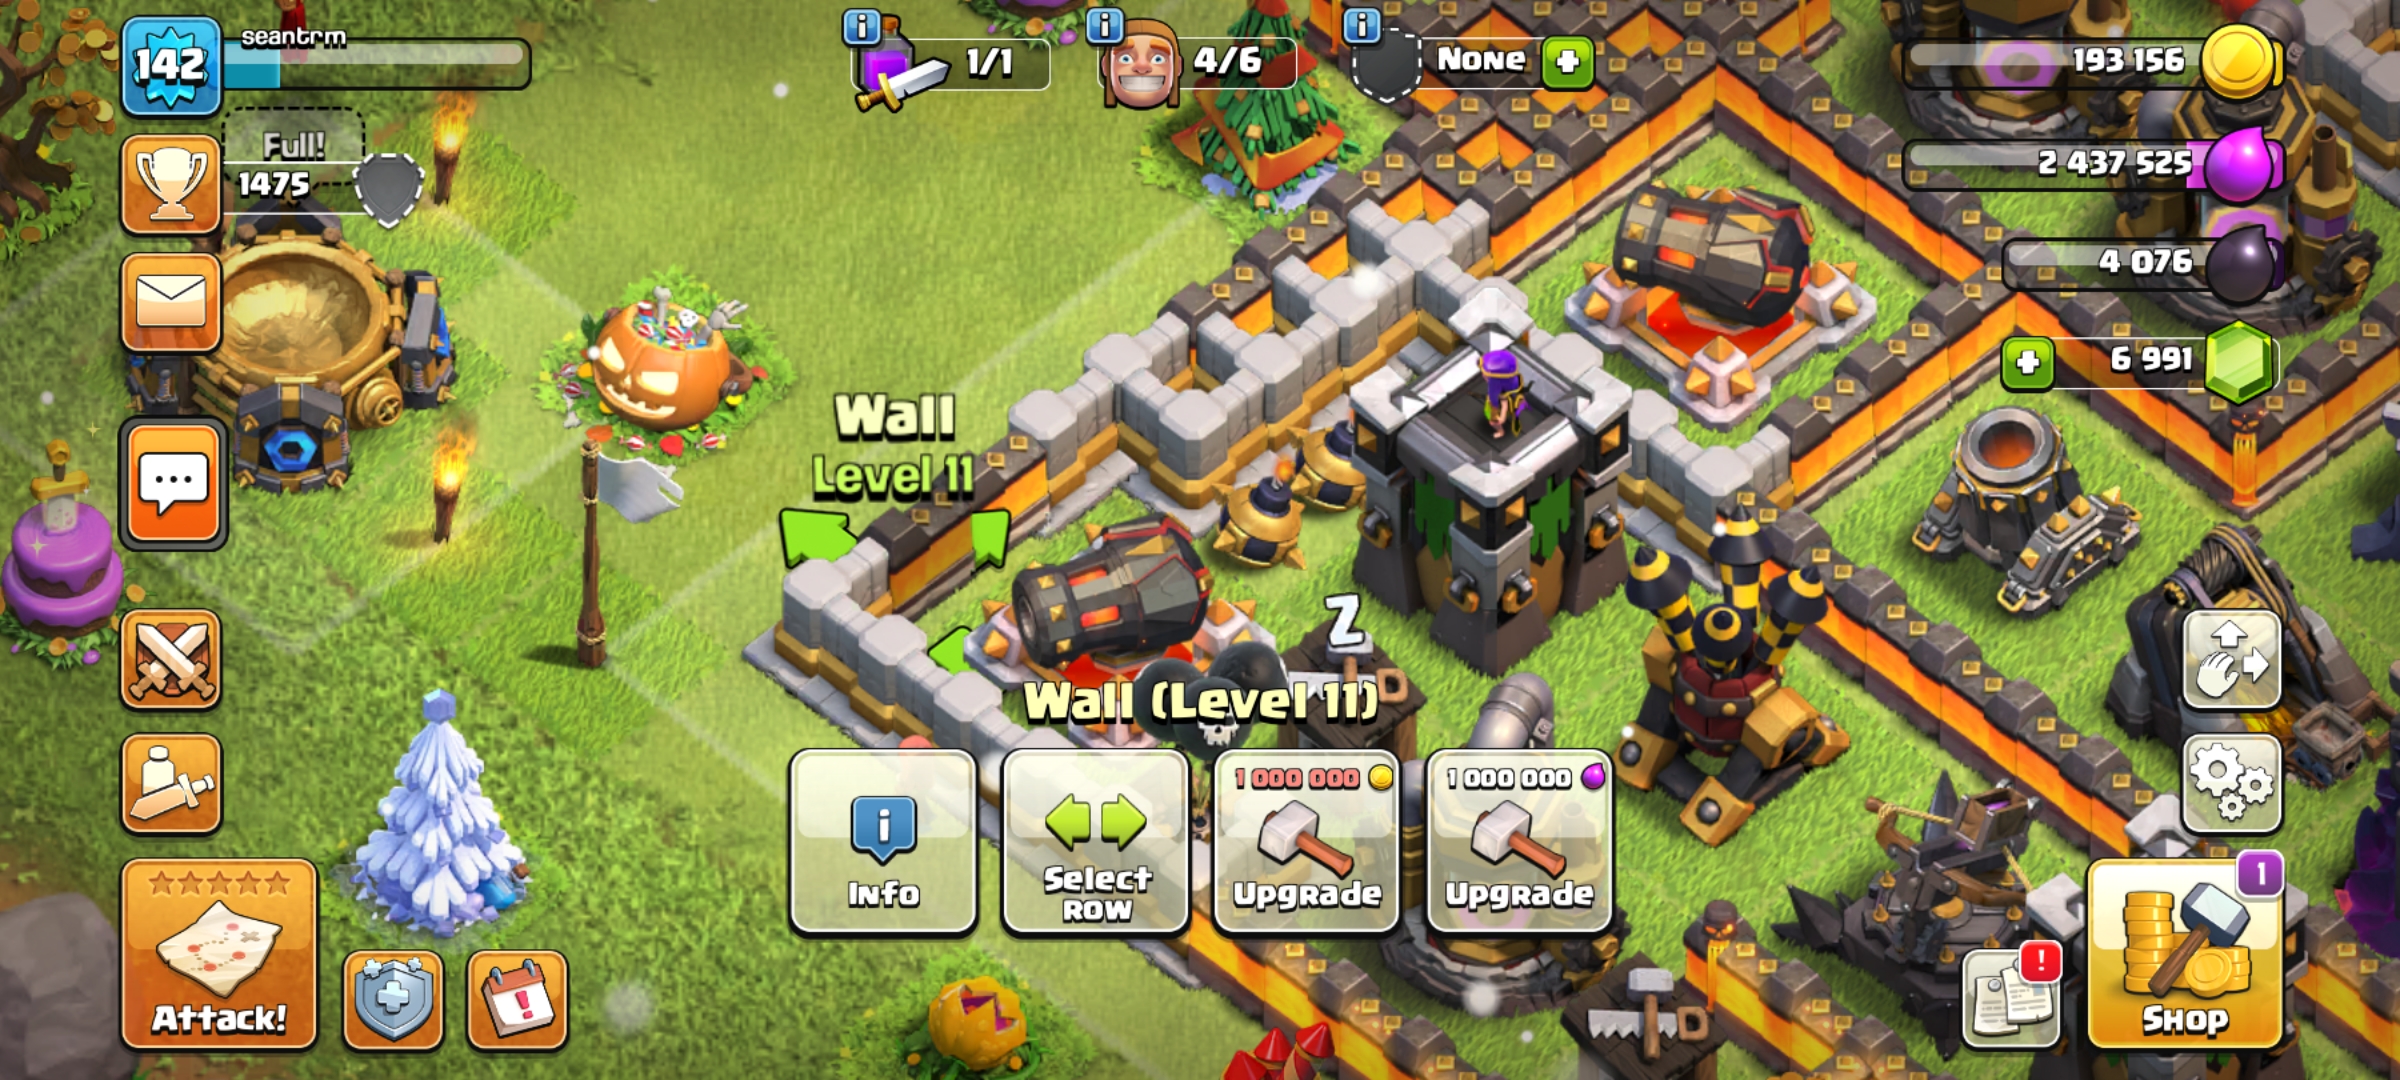 142
seantrm
1/1
4/6
None
193 156
Full!
1475
2 437 525
4 076
6 991
Wall
Level 11
Z
Wall (Level 11)
1 000 000
1 000 000
Info
Select
Row
Upgrade
Upgrade
1
Attack!
!
Shop